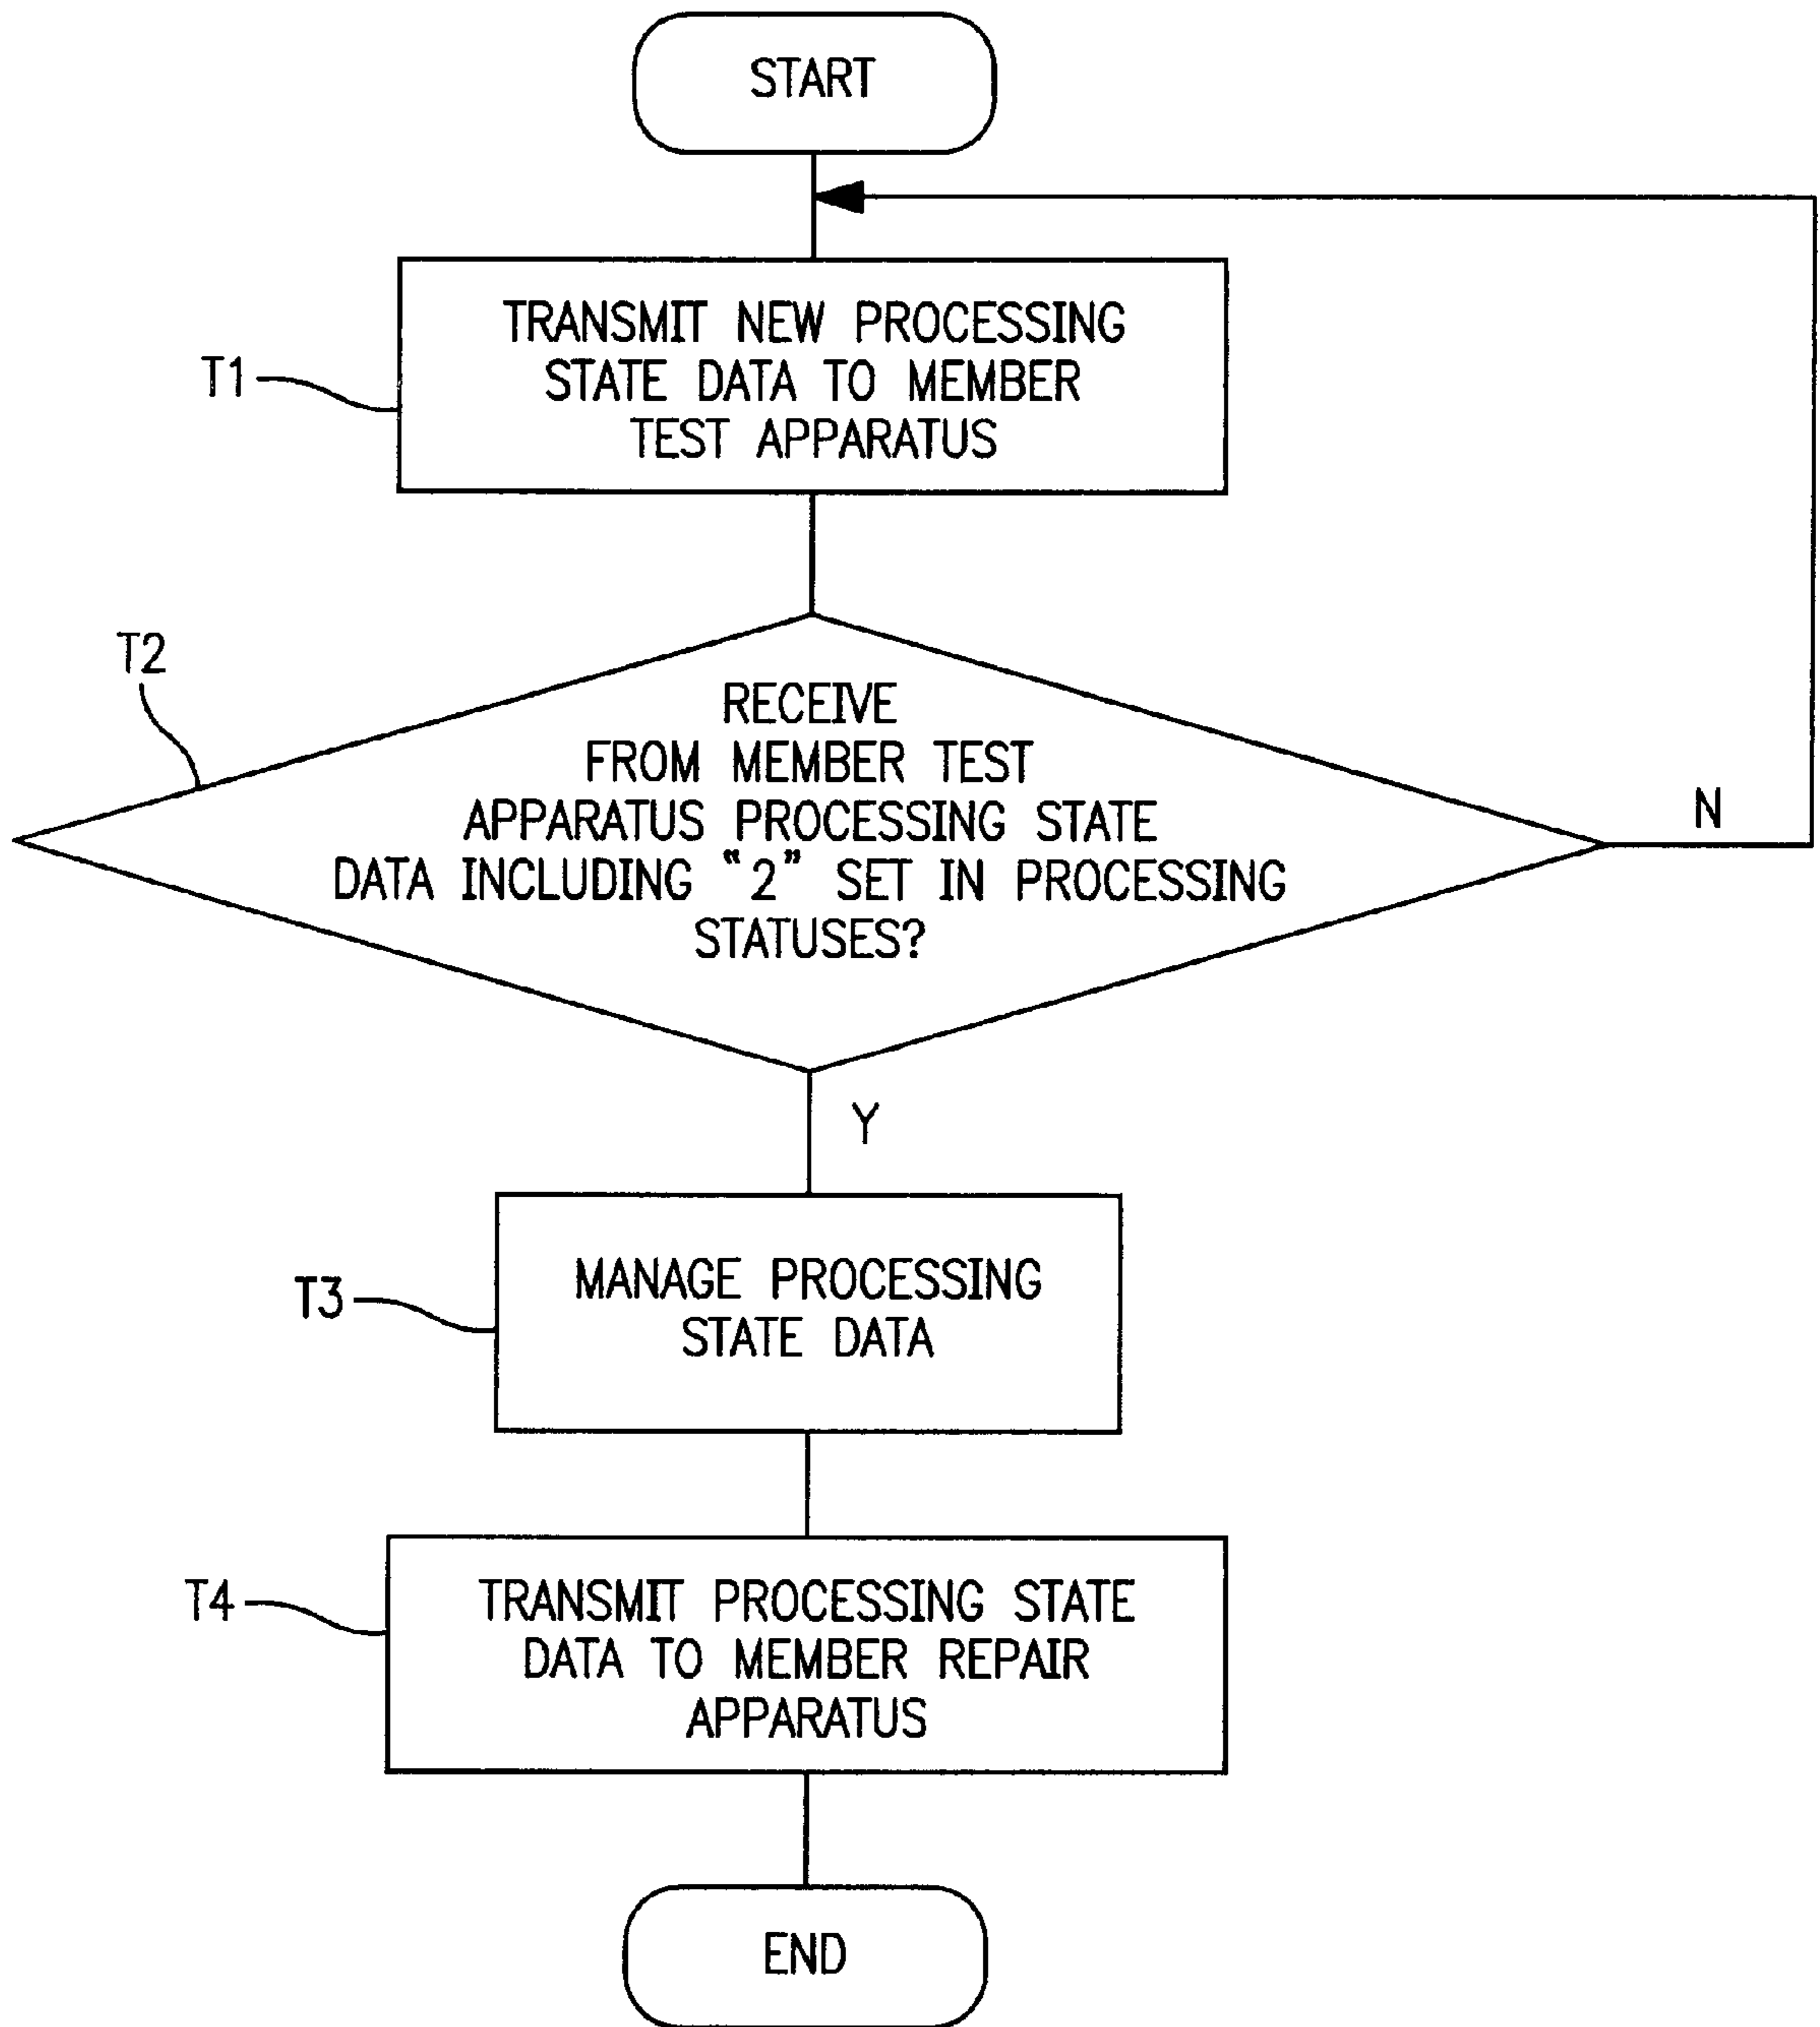 START
T1
TRANSMIT NEW PROCESSING
STATE DATA TO MEMBER
TEST APPARATUS
T2
RECEIVE
FROM MEMBER TEST
APPARATUS PROCESSING STATE
DATA INCLUDING “2” SET IN PROCESSING
STATUSES?
N
Y
T3
MANAGE PROCESSING
STATE DATA
T4
TRANSMIT PROCESSING STATE
DATA TO MEMBER REPAIR
APPARATUS
END